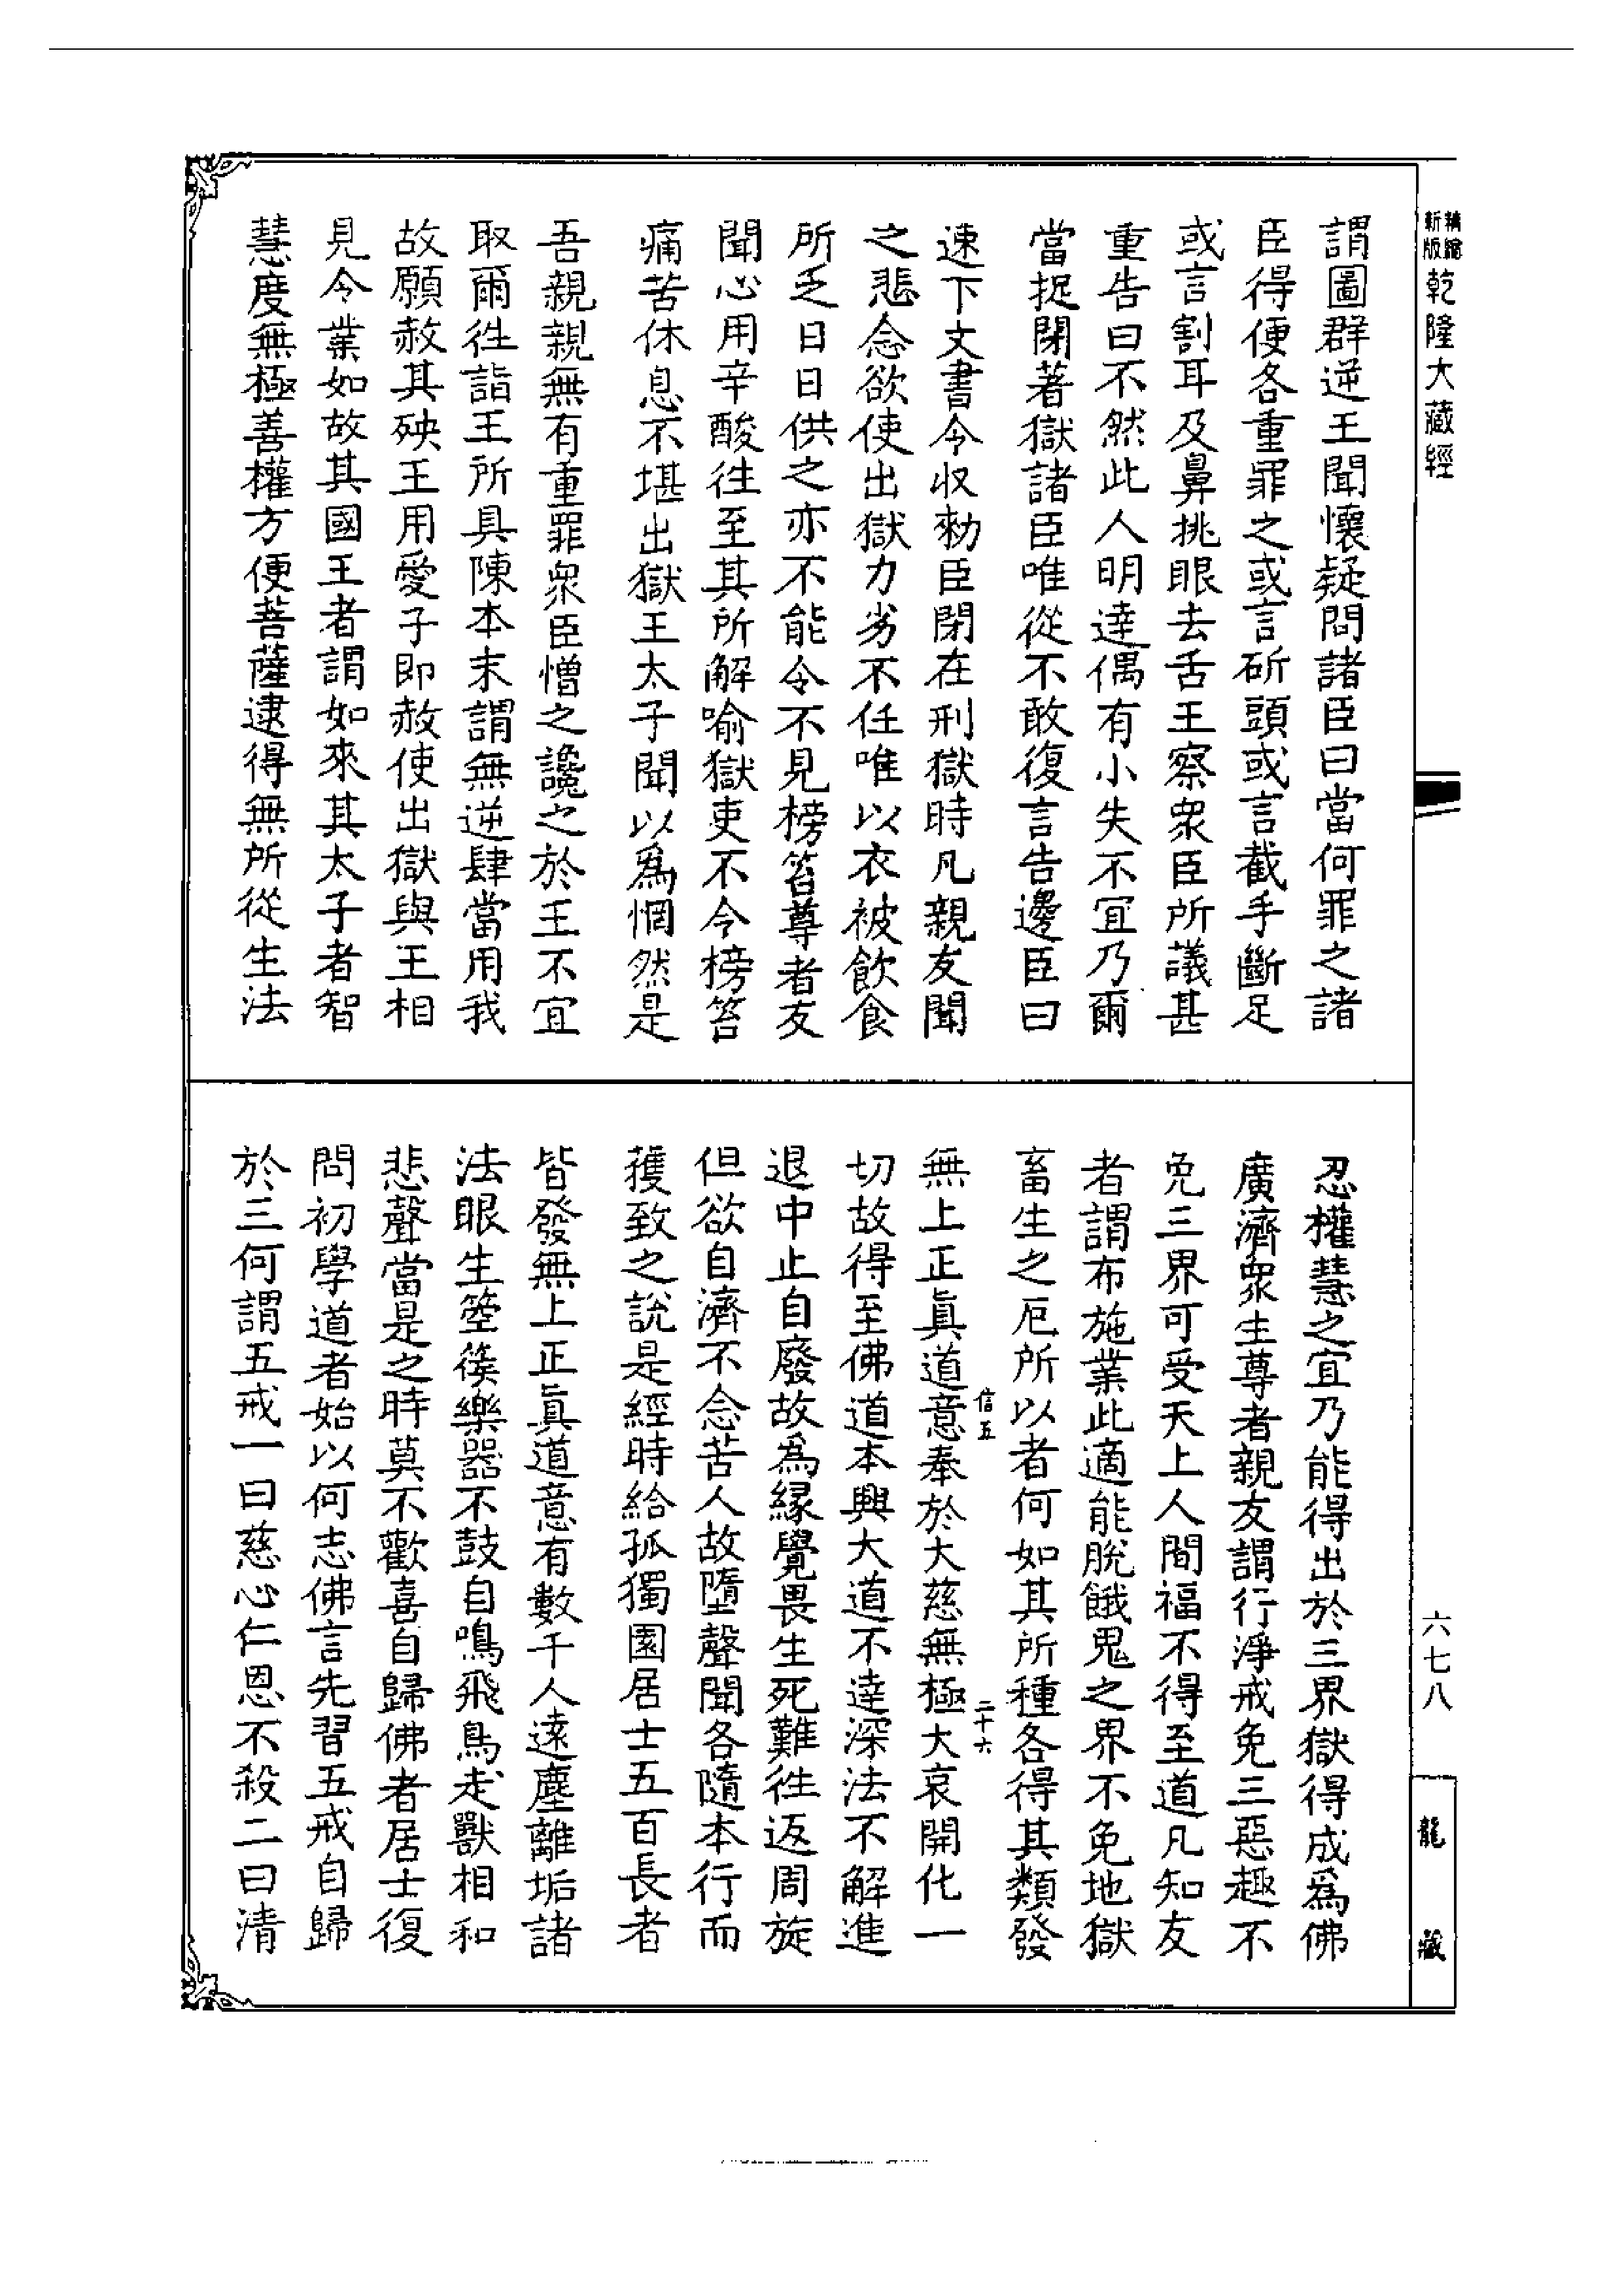 精縮
新版
乾隆大藏經
謂圖群逆王聞懷疑問諸臣曰當何罪之諸
臣得便各重罪之或言斫頭或言截手斷足
或言割耳及鼻挑眼去舌王察衆臣所議甚
重告曰不然此人明達偶有小失不宜乃爾
當捉閉著獄諸臣唯從不敢復言告邊臣曰
速下文書令收勑臣閉在刑獄時凡親友聞
之悲念欲使出獄力劣不任唯以衣被飲食
所乏日日供之亦不能令不見榜笞尊者友
聞心用辛酸往至其所解喻獄吏不令榜笞
痛苦休息不堪出獄王太子聞以爲惘然是
吾親親無有重罪衆臣憎之讒之於王不宜
取爾徃詣王所具陳本末謂無逆肆當用我
故願赦其殃王用愛子即赦使出獄與王相
見今業如故其國王者謂如來其太子者智
慧度無極善權方便菩薩逮得無所從生法
忍權慧之宜乃能得出於三界獄得成爲佛
廣濟衆生尊者親友謂行淨戒免三惡趣不
免三界可受天上人間福不得至道凡知友
者謂布施業此適能脫餓鬼之界不免地獄
畜生之厄所以者何如其所種各得其類發
無上正眞道意奉於大慈無極大哀開化一
信五
二十六
切故得至佛道本興大道不達深法不解進
退中止自廢故爲緣覺畏生死難徃返周旋
但欲自濟不念苦人故墮聲聞各隨本行而
獲致之說是經時給孤獨園居士五百長者
皆發無上正眞道意有數千人遠塵離垢諸
法眼生箜篌樂器不鼓自鳴飛鳥走獸相和
悲聲當是之時莫不歡喜自歸佛者居士復
問初學道者始以何志佛言先習五戒自歸
於三何謂五戒一曰慈心仁恩不殺二曰清
六七八
龍藏